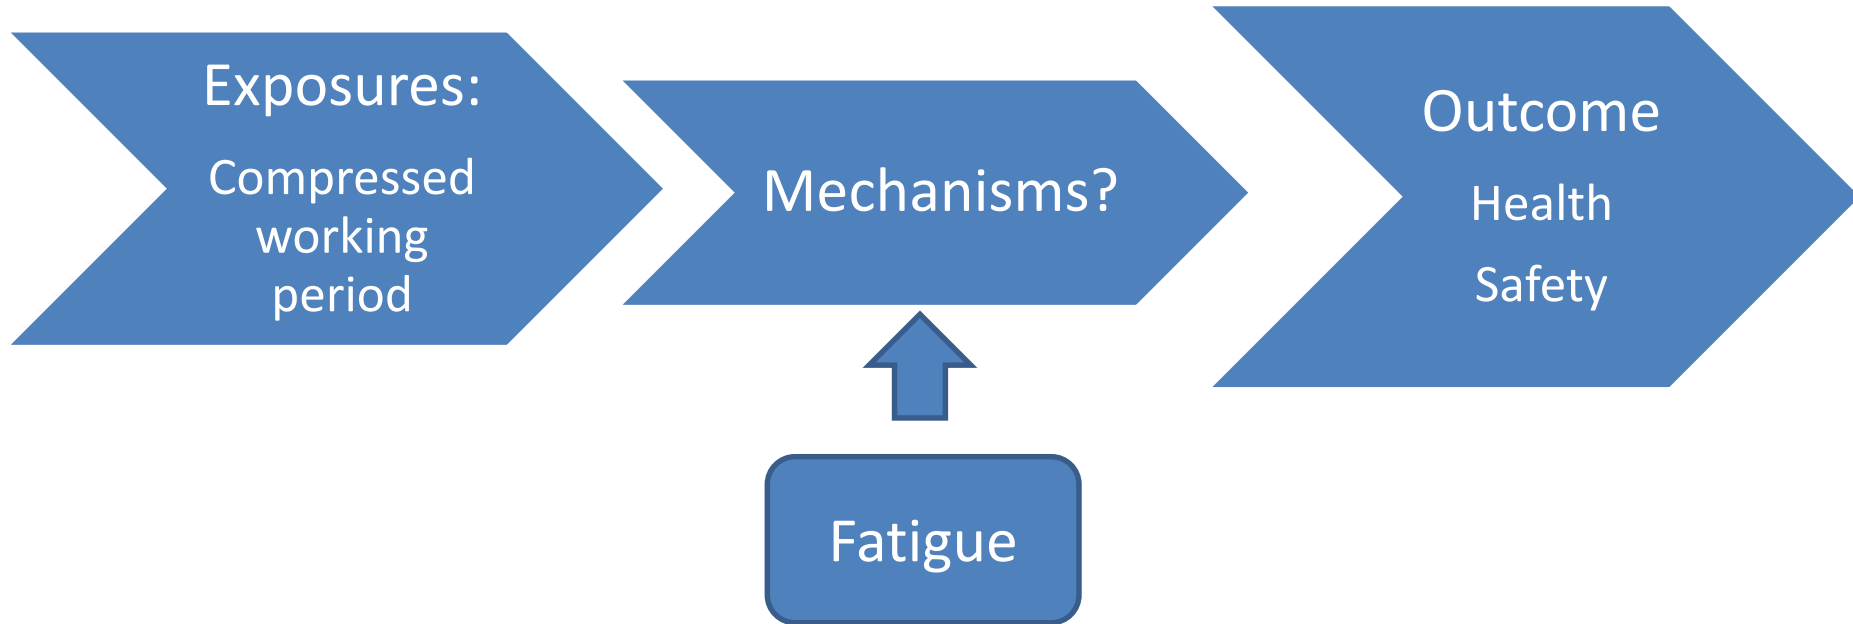 Exposures:
Compressed
working
period
Mechanisms?
Outcome
Health
Safety
Fatigue